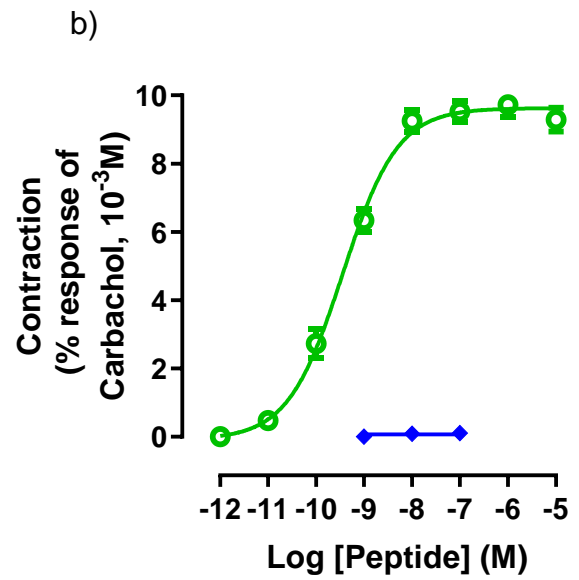 b)
Contraction
(% response of
Carbachol, 10⁻³M)
10
8
6
4
2
0
-12 -11 -10 -9 -8 -7 -6 -5
Log [Peptide] (M)